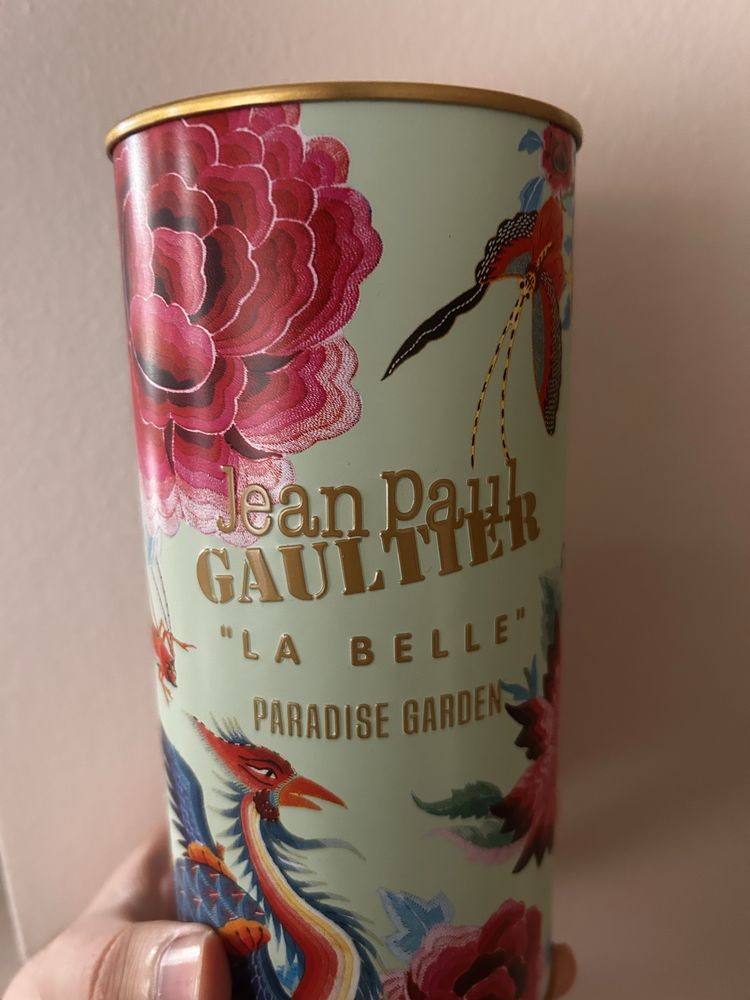 Jean Paul
GAULTIER
"LA BELLE"
PARADISE GARDEN